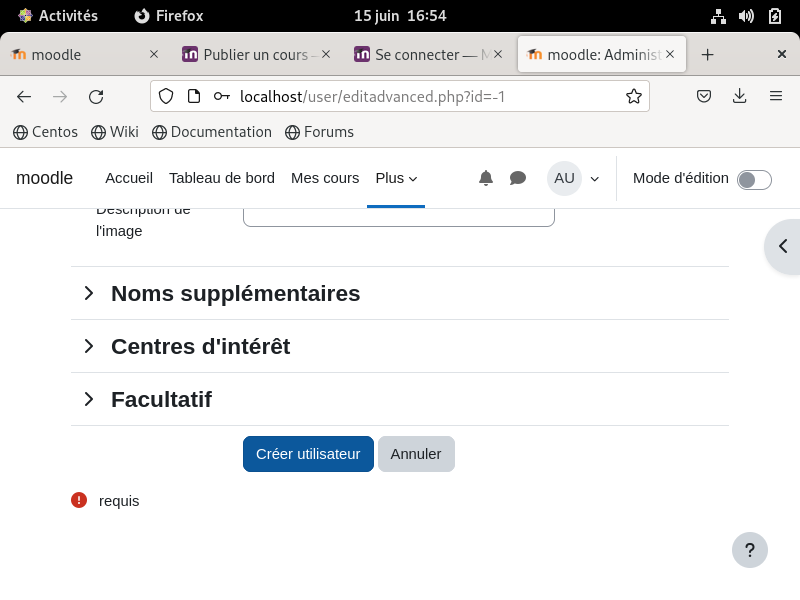 Activités Firefox 15 juin 16:54
moodle × Publier un cours × Se connecter — M × moodle: Administ × + ×
localhost/user/editadvanced.php?id=-1
Centos Wiki Documentation Forums
moodle Accueil Tableau de bord Mes cours Plus AU Mode d'édition
Description de
l'image
Noms supplémentaires
Centres d'intérêt
Facultatif
Créer utilisateur Annuler
! requis
?